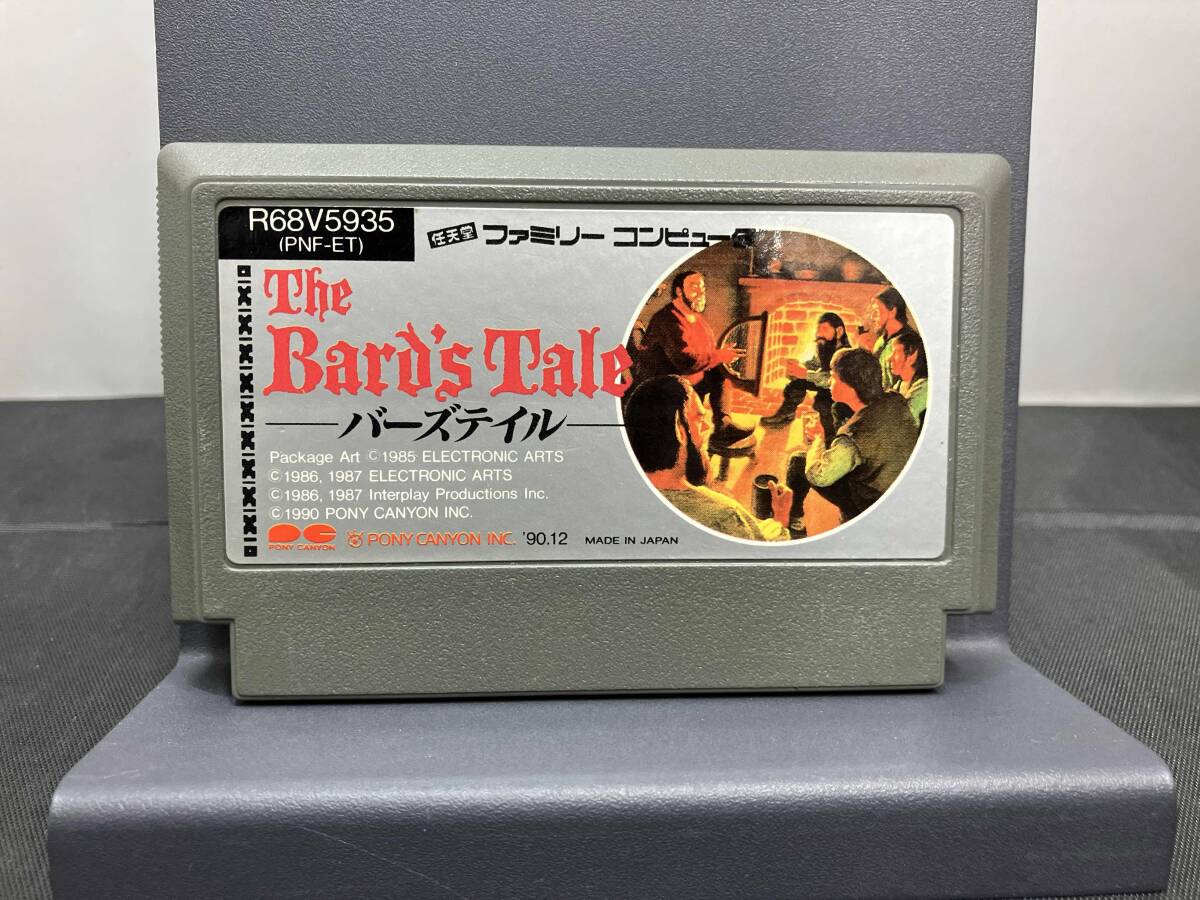 R68V5935
(PNF-ET)
任天堂 ファミリー コンピュータ
The
Bard's Tale
バーズテイル
Package Art ©1985 ELECTRONIC ARTS
©1986, 1987 ELECTRONIC ARTS
©1986, 1987 Interplay Productions Inc.
©1990 PONY CANYON INC.
PONY CANYON
PONY CANYON INC. '90.12 MADE IN JAPAN